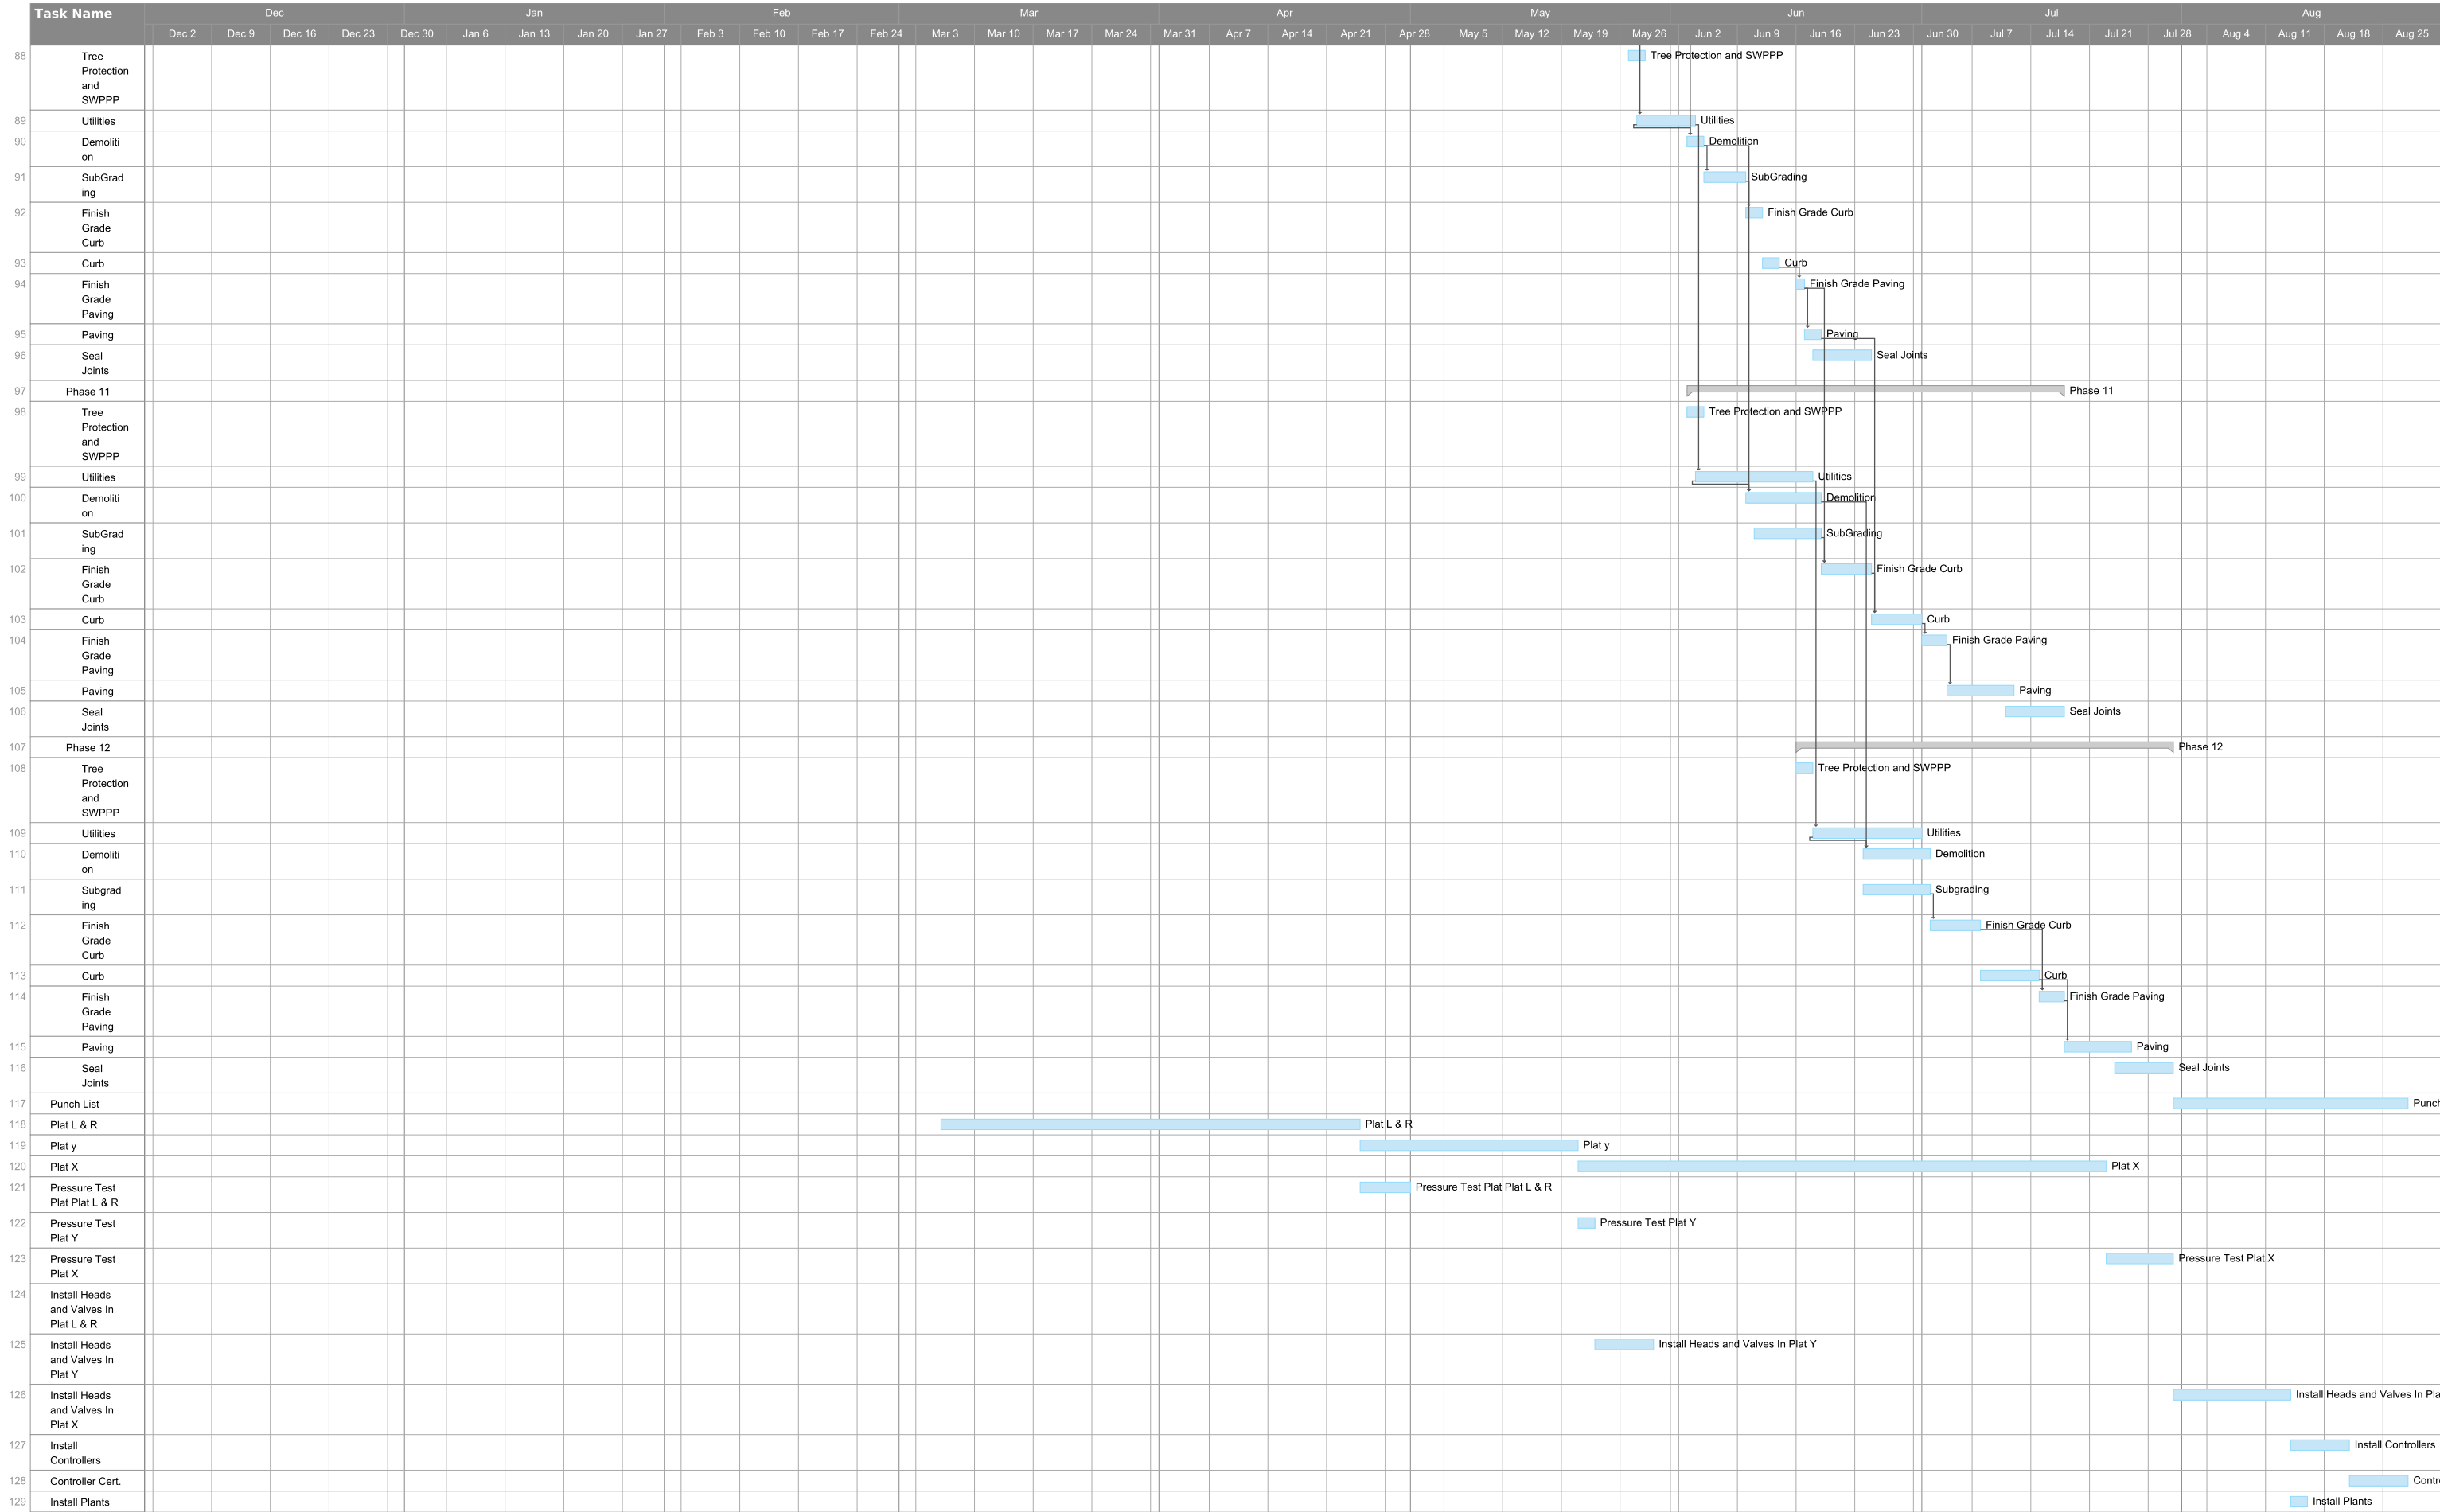 Task Name
Dec Jan Feb Mar Apr May Jun Jul Aug
Dec 2 Dec 9 Dec 16 Dec 23 Dec 30 Jan 6 Jan 13 Jan 20 Jan 27 Feb 3 Feb 10 Feb 17 Feb 24 Mar 3 Mar 10 Mar 17 Mar 24 Mar 31 Apr 7 Apr 14 Apr 21 Apr 28 May 5 May 12 May 19 May 26 Jun 2 Jun 9 Jun 16 Jun 23 Jun 30 Jul 7 Jul 14 Jul 21 Jul 28 Aug 4 Aug 11 Aug 18 Aug 25
88 Tree Tree Protection and SWPPP
Protection
and
SWPPP
89 Utilities Utilities
90 Demoliti Demolition
on
91 SubGrad SubGrading
ing
92 Finish Finish Grade Curb
Grade
Curb
93 Curb Curb
94 Finish Finish Grade Paving
Grade
Paving
95 Paving Paving
96 Seal Seal Joints
Joints
97 Phase 11 Phase 11
98 Tree Tree Protection and SWPPP
Protection
and
SWPPP
99 Utilities Utilities
100 Demoliti Demolition
on
101 SubGrad SubGrading
ing
102 Finish Finish Grade Curb
Grade
Curb
103 Curb Curb
104 Finish Finish Grade Paving
Grade
Paving
105 Paving Paving
106 Seal Seal Joints
Joints
107 Phase 12 Phase 12
108 Tree Tree Protection and SWPPP
Protection
and
SWPPP
109 Utilities Utilities
110 Demoliti Demolition
on
111 Subgrad Subgrading
ing
112 Finish Finish Grade Curb
Grade
Curb
113 Curb Curb
114 Finish Finish Grade Paving
Grade
Paving
115 Paving Paving
116 Seal Seal Joints
Joints
117 Punch List Punch
118 Plat L & R Plat L & R
119 Plat y Plat y
120 Plat X Plat X
121 Pressure Test Pressure Test Plat Plat L & R
Plat Plat L & R
122 Pressure Test Pressure Test Plat Y
Plat Y
123 Pressure Test Pressure Test Plat X
Plat X
124 Install Heads
and Valves In
Plat L & R
125 Install Heads Install Heads and Valves In Plat Y
and Valves In
Plat Y
126 Install Heads Install Heads and Valves In Pla
and Valves In
Plat X
127 Install Install Controllers
Controllers
128 Controller Cert. Contr
129 Install Plants Install Plants